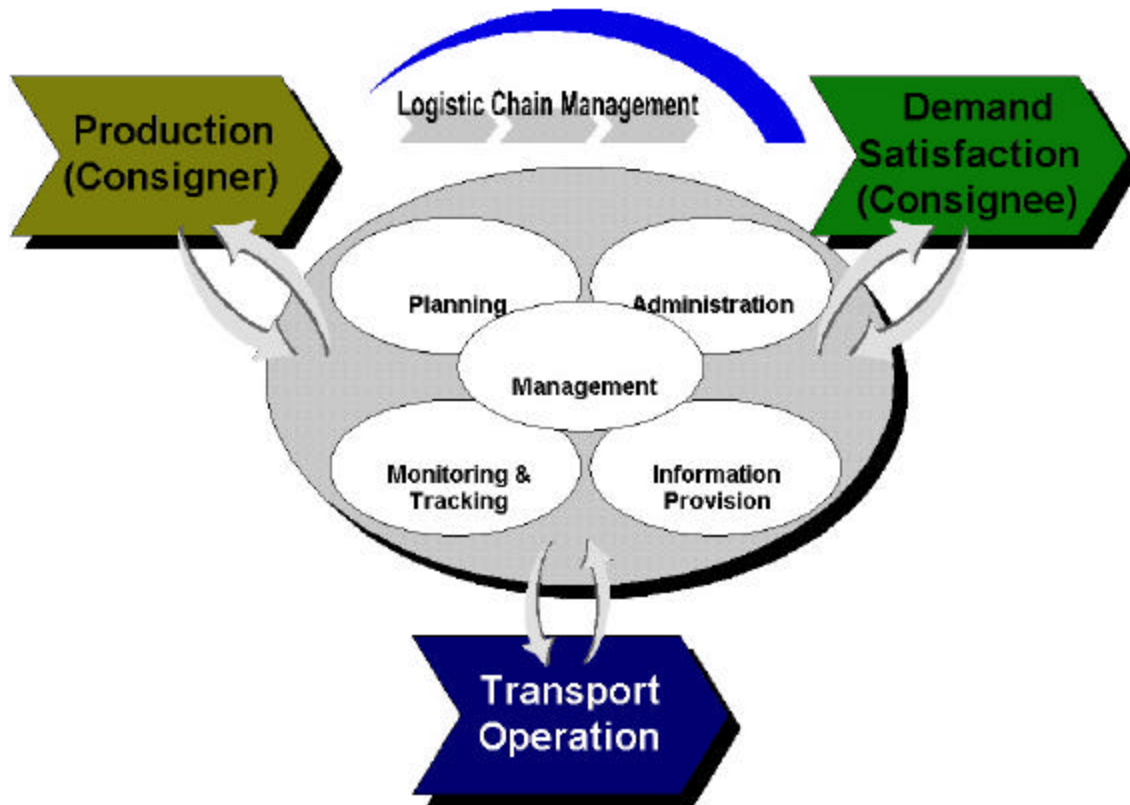 Logistic Chain Management
Production
(Consigner)
Demand
Satisfaction
(Consignee)
Planning
Administration
Management
Monitoring &
Tracking
Information
Provision
Transport
Operation